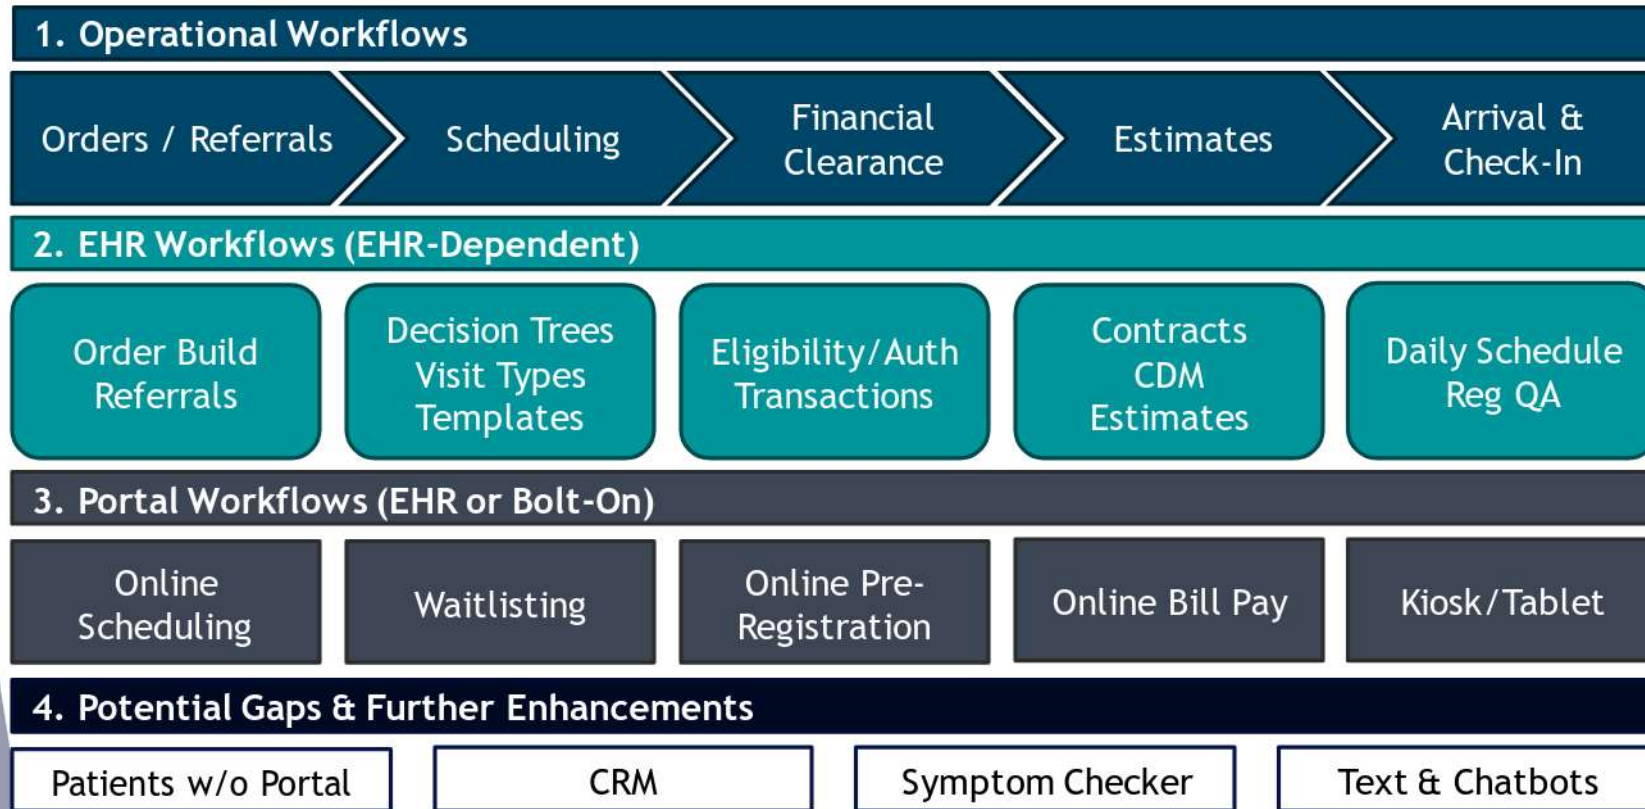 1. Operational Workflows
Orders / Referrals
Scheduling
Financial
Clearance
Estimates
Arrival &
Check-In
2. EHR Workflows (EHR-Dependent)
Order Build
Referrals
Decision Trees
Visit Types
Templates
Eligibility/Auth
Transactions
Contracts
CDM
Estimates
Daily Schedule
Reg QA
3. Portal Workflows (EHR or Bolt-On)
Online
Scheduling
Waitlisting
Online Pre-
Registration
Online Bill Pay
Kiosk/Tablet
4. Potential Gaps & Further Enhancements
Patients w/o Portal
CRM
Symptom Checker
Text & Chatbots